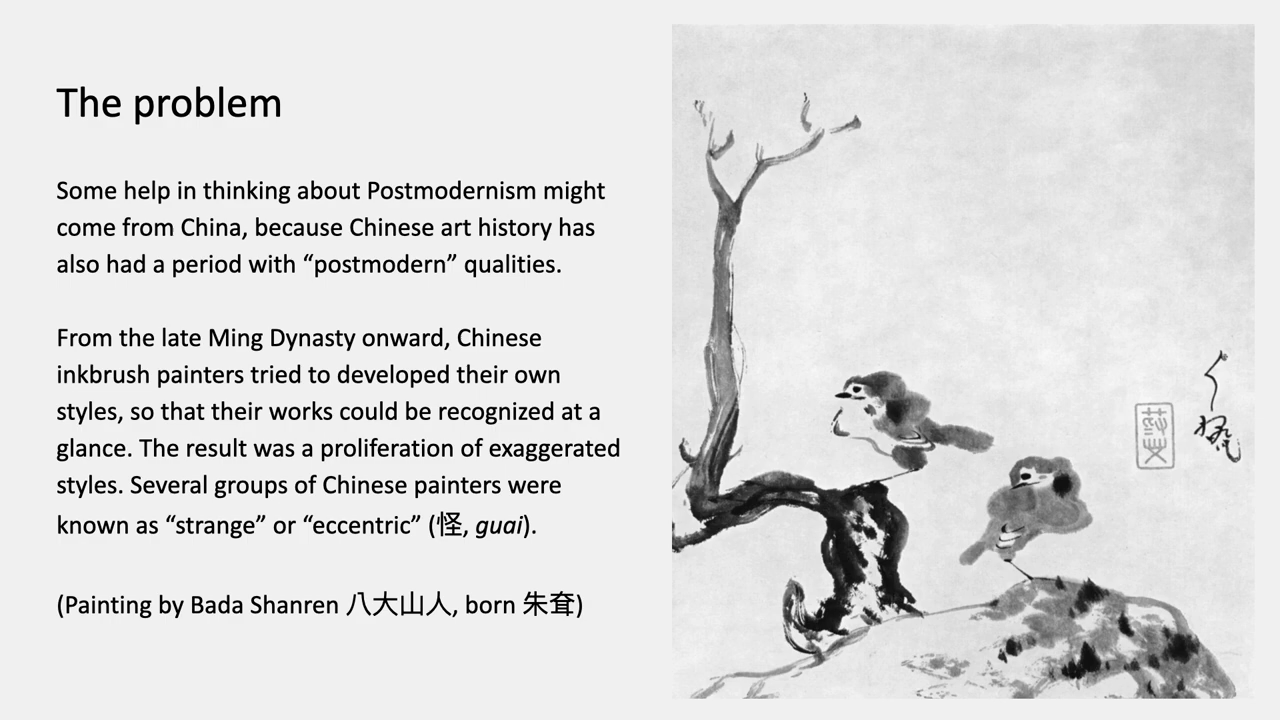 The problem
Some help in thinking about Postmodernism might
come from China, because Chinese art history has
also had a period with “postmodern” qualities.
From the late Ming Dynasty onward, Chinese
inkbrush painters tried to developed their own
styles, so that their works could be recognized at a
glance. The result was a proliferation of exaggerated
styles. Several groups of Chinese painters were
known as “strange” or “eccentric” (怪, guai).
(Painting by Bada Shanren 八大山人, born 朱耷)